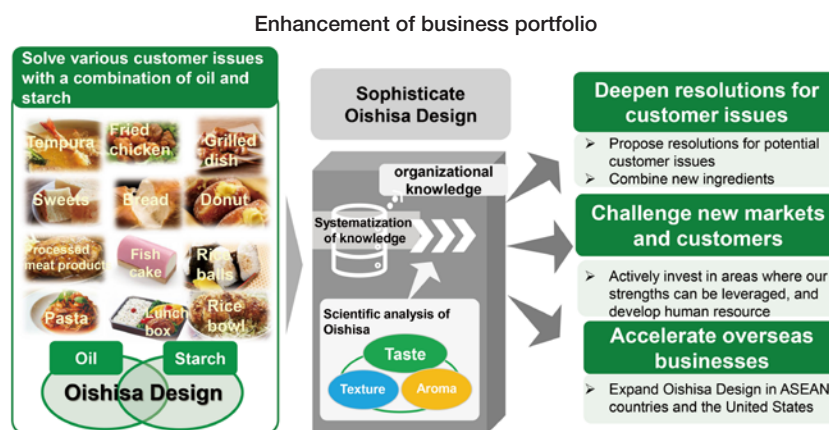 Enhancement of business portfolio
Solve various customer issues
with a combination of oil and
starch
Tempura
Fried
chicken
Grilled
dish
Sweets
Bread
Donut
Processed
meat product
Fish
cake
Rice
balls
Pasta
Lunch
box
Rice
bowl
Oil
Starch
Oishisa Design
Sophisticate
Oishisa Design
organizational
knowledge
Systematization
of knowledge
Scientific analysis of
Oishisa
Taste
Texture
Aroma
Deepen resolutions for
customer issues
➢ Propose resolutions for potential
customer issues
➢ Combine new ingredients
Challenge new markets
and customers
➢ Actively invest in areas where our
strengths can be leveraged, and
develop human resource
Accelerate overseas
businesses
➢ Expand Oishisa Design in ASEAN
countries and the United States